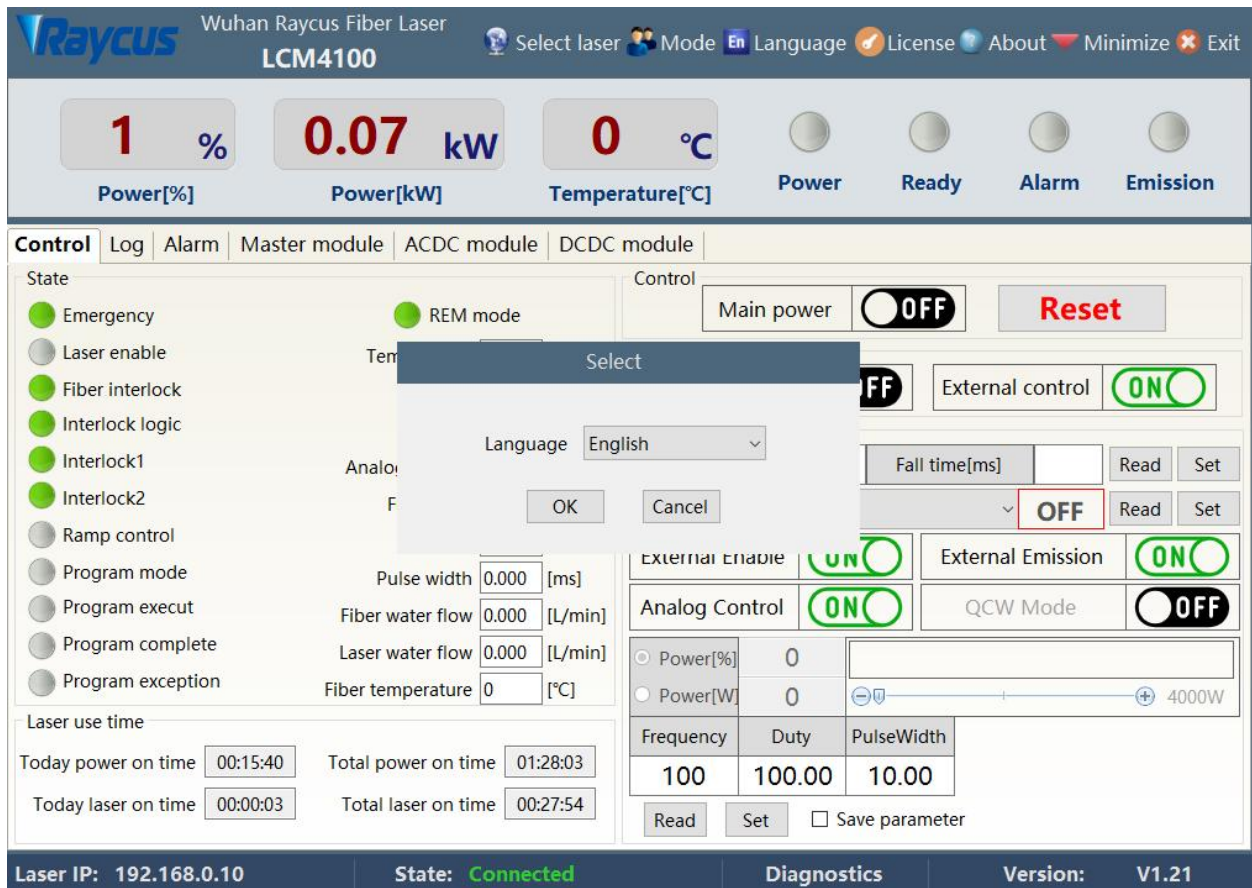 Raycus
Wuhan Raycus Fiber Laser
LCM4100
Select laser Mode En Language License About Minimize Exit
1 % 0.07 kW 0 ℃
Power[%] Power[kW] Temperature[℃] Power Ready Alarm Emission
Control Log Alarm Master module ACDC module DCDC module
State
Emergency REM mode
Laser enable
Fiber interlock
Interlock logic
Interlock1
Interlock2
Ramp control
Program mode Pulse width 0.000 [ms]
Program execut Fiber water flow 0.000 [L/min]
Program complete Laser water flow 0.000 [L/min]
Program exception Fiber temperature 0 [℃]
Laser use time
Today power on time 00:15:40 Total power on time 01:28:03
Today laser on time 00:00:03 Total laser on time 00:27:54
Select
Language English
OK Cancel
Control
Main power OFF Reset
External control ON
Fall time[ms] Read Set
OFF Read Set
External Enable ON External Emission ON
Analog Control ON QCW Mode OFF
Power[%] 0
Power[W] 0 4000W
Frequency Duty PulseWidth
100 100.00 10.00
Read Set Save parameter
Laser IP: 192.168.0.10 State: Connected Diagnostics Version: V1.21